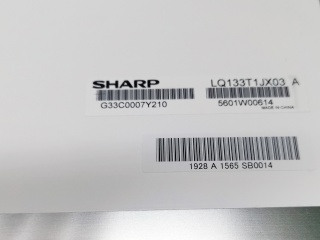 SHARP LQ133T1JX03 A
G33C0007Y210 5601W00614
MADE IN CHINA
1928 A 1565 SB0014